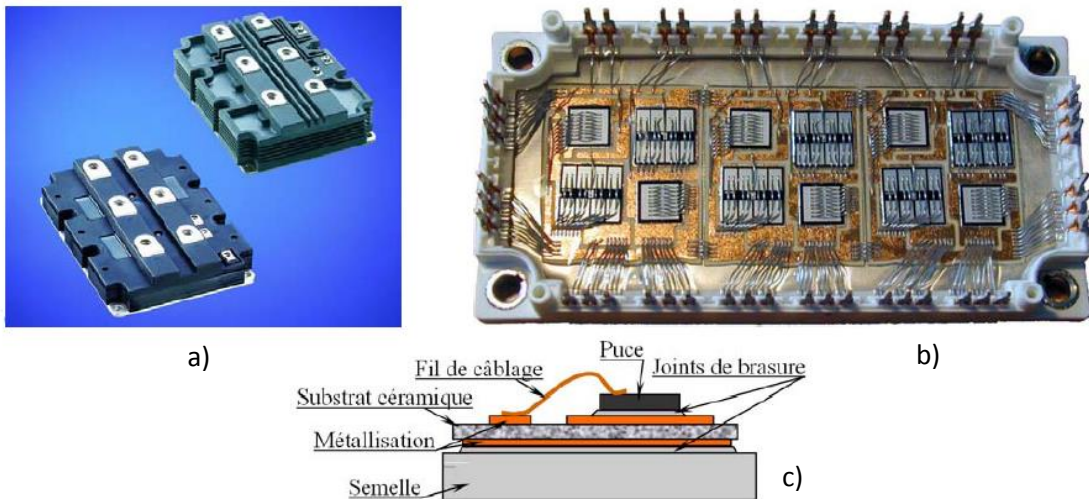 a)
b)
Puce
Fil de câblage
Joints de brasure
Substrat céramique
Métallisation
Semelle
c)